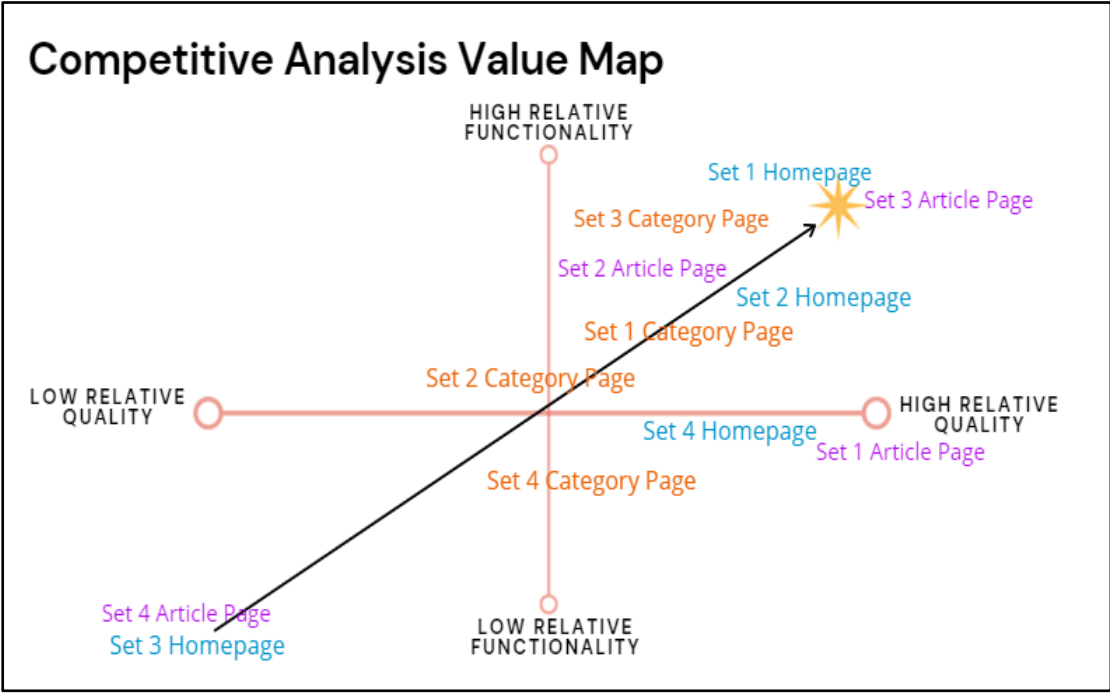 Competitive Analysis Value Map
HIGH RELATIVE
FUNCTIONALITY
Set 1 Homepage
Set 3 Article Page
Set 3 Category Page
Set 2 Article Page
Set 2 Homepage
Set 1 Category Page
Set 2 Category Page
LOW RELATIVE
QUALITY
HIGH RELATIVE
QUALITY
Set 4 Homepage
Set 1 Article Page
Set 4 Category Page
Set 4 Article Page
Set 3 Homepage
LOW RELATIVE
FUNCTIONALITY